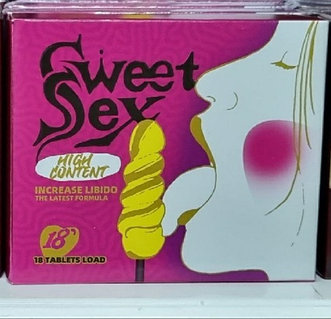 Sweet
Sex
HIGH
CONTENT
INCREASE LIBIDO
THE LATEST FORMULA
18
18 TABLETS LOAD